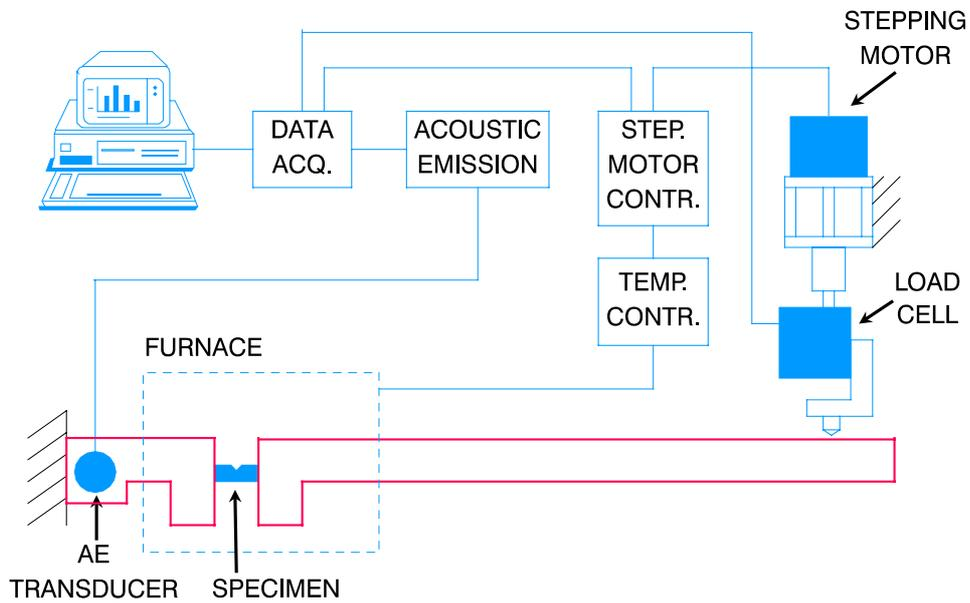 STEPPING
MOTOR
DATA
ACQ.
ACOUSTIC
EMISSION
STEP.
MOTOR
CONTR.
TEMP.
CONTR.
LOAD
CELL
FURNACE
AE
TRANSDUCER
SPECIMEN